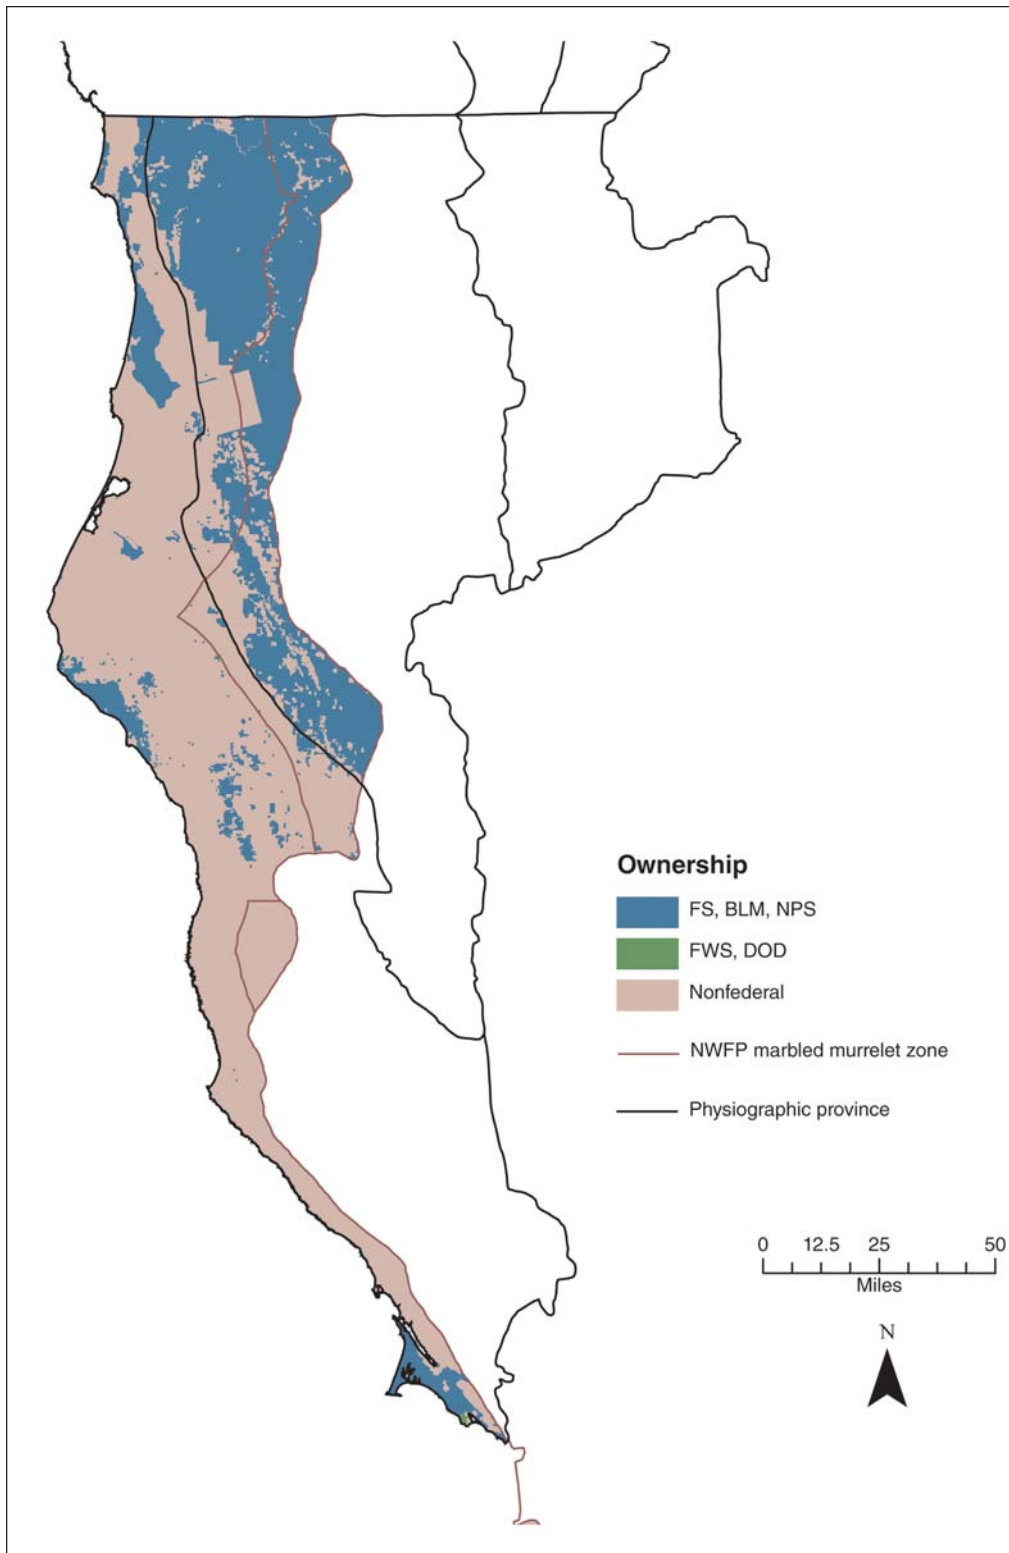 Ownership
FS, BLM, NPS
FWS, DOD
Nonfederal
NWFP marbled murrelet zone
Physiographic province
0 12.5 25 50
Miles
N